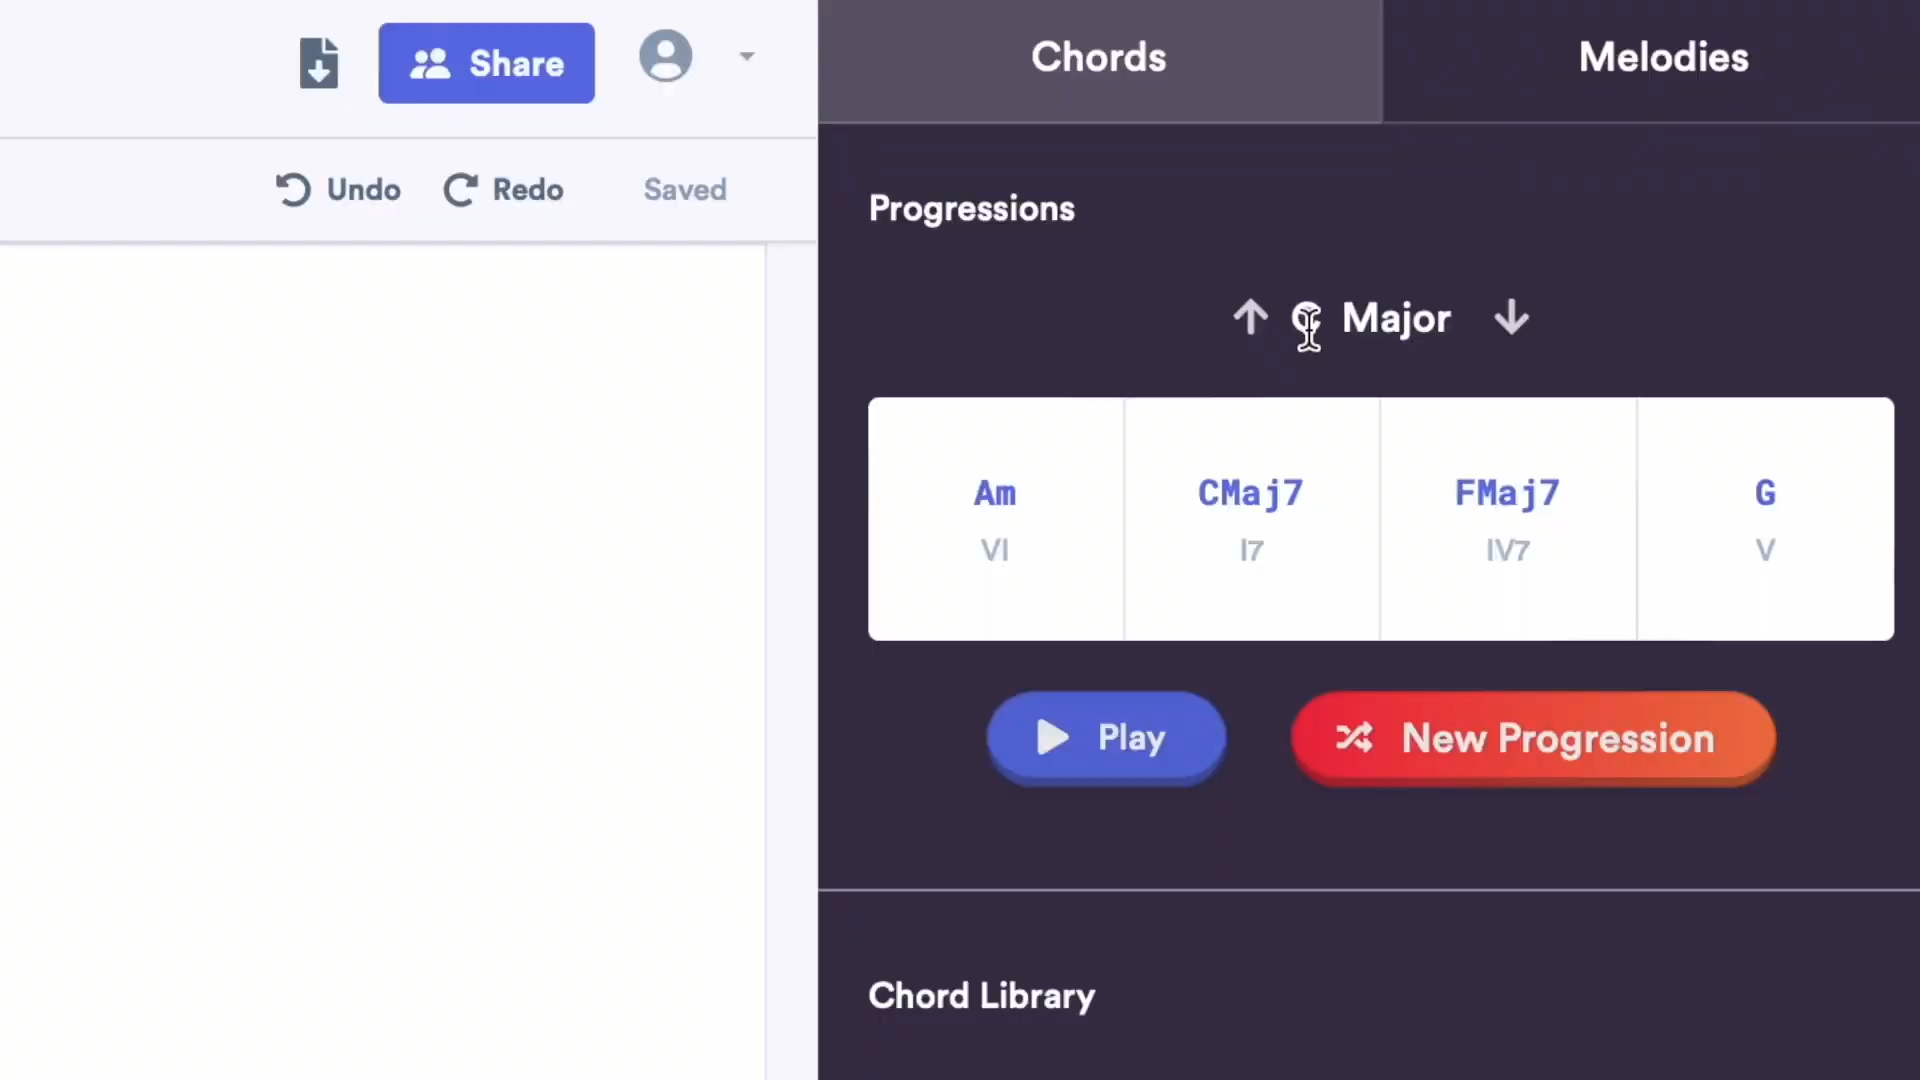 Share
Chords
Melodies
Undo
Redo
Saved
Progressions
C Major
Am
CMaj7
FMaj7
G
VI
I7
IV7
V
Play
New Progression
Chord Library